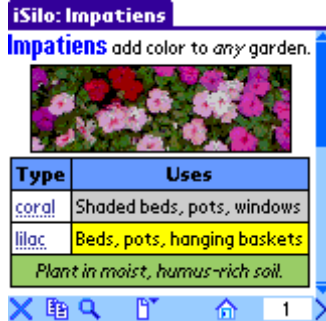 iSilo: Impatiens
Impatiens add color to any garden.
Type Uses
coral Shaded beds, pots, windows
lilac Beds, pots, hanging baskets
Plant in moist, humus-rich soil.
1